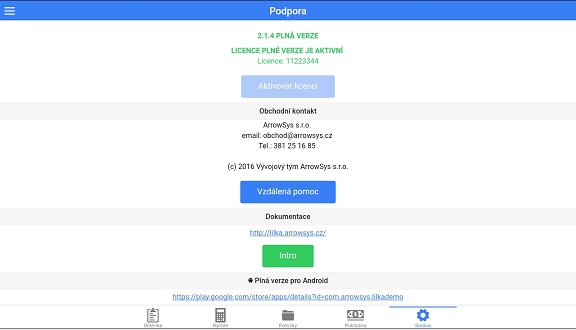 Podpora
2.1.4 PLNÁ VERZE
LICENCE PLNÉ VERZE JE AKTIVNÍ
Licence: 11223344
Aktivovat licenci
Obchodní kontakt
ArrowSys s.r.o.
email: obchod@arrowsys.cz
Tel.: 381 25 16 85
(c) 2016 Vývojový tým ArrowSys s.r.o.
Vzdálená pomoc
Dokumentace
http://lilka.arrowsys.cz/
Intro
Plná verze pro Android
https://play.google.com/store/apps/details?id=com.arrowsys.lilkademo
Účtenka Rychlé Položky Pokladna Správa